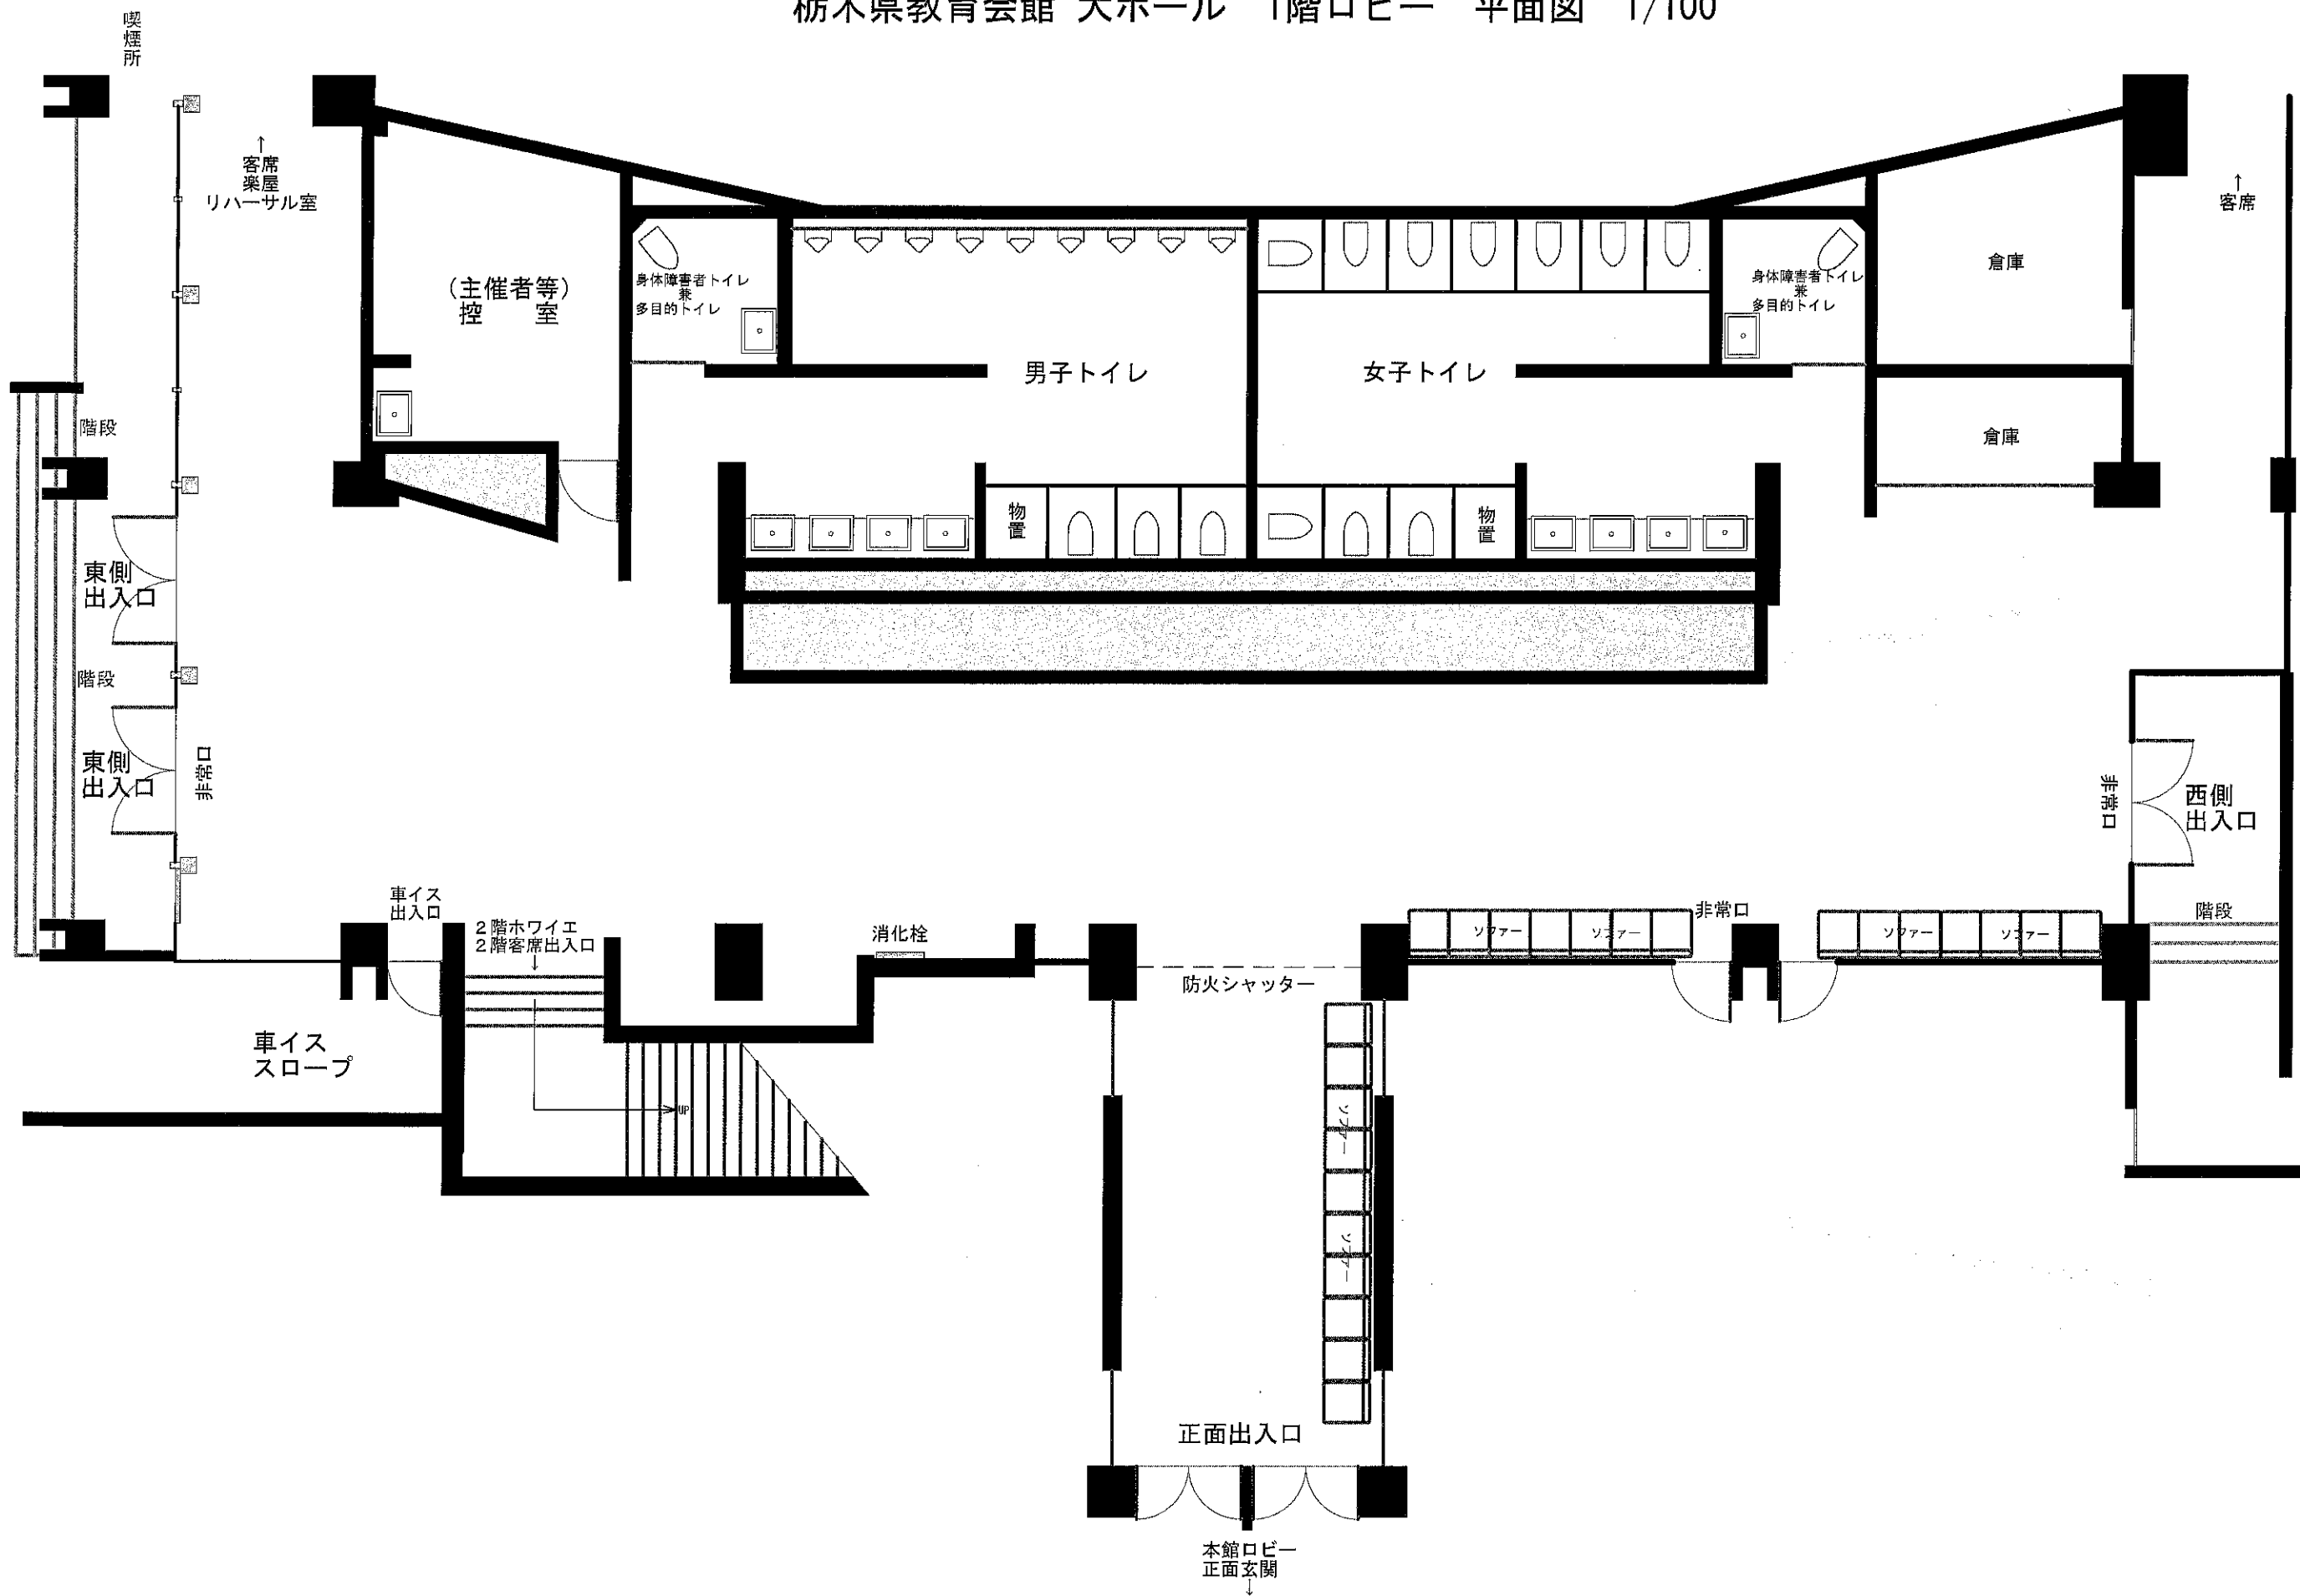 栃木県教育会館 大ホール 1階ロビー 平面図 1/100
喫煙所
↑
客席
楽屋
リハーサル室
↑
客席
(主催者等)
控 室
身体障害者トイレ
兼
多目的トイレ
男子トイレ
女子トイレ
身体障害者トイレ
兼
多目的トイレ
倉庫
倉庫
階段
物置
物置
東側
出入口
階段
東側
出入口
非常口
非常口
西側
出入口
階段
車イス
出入口
2階ホワイエ
2階客席出入口
↓
消化栓
防火シャッター
ソファー
ソファー
非常口
ソファー
ソファー
車イス
スロープ
UP
ソファー
ソファー
正面出入口
本館ロビー
正面玄関
↓